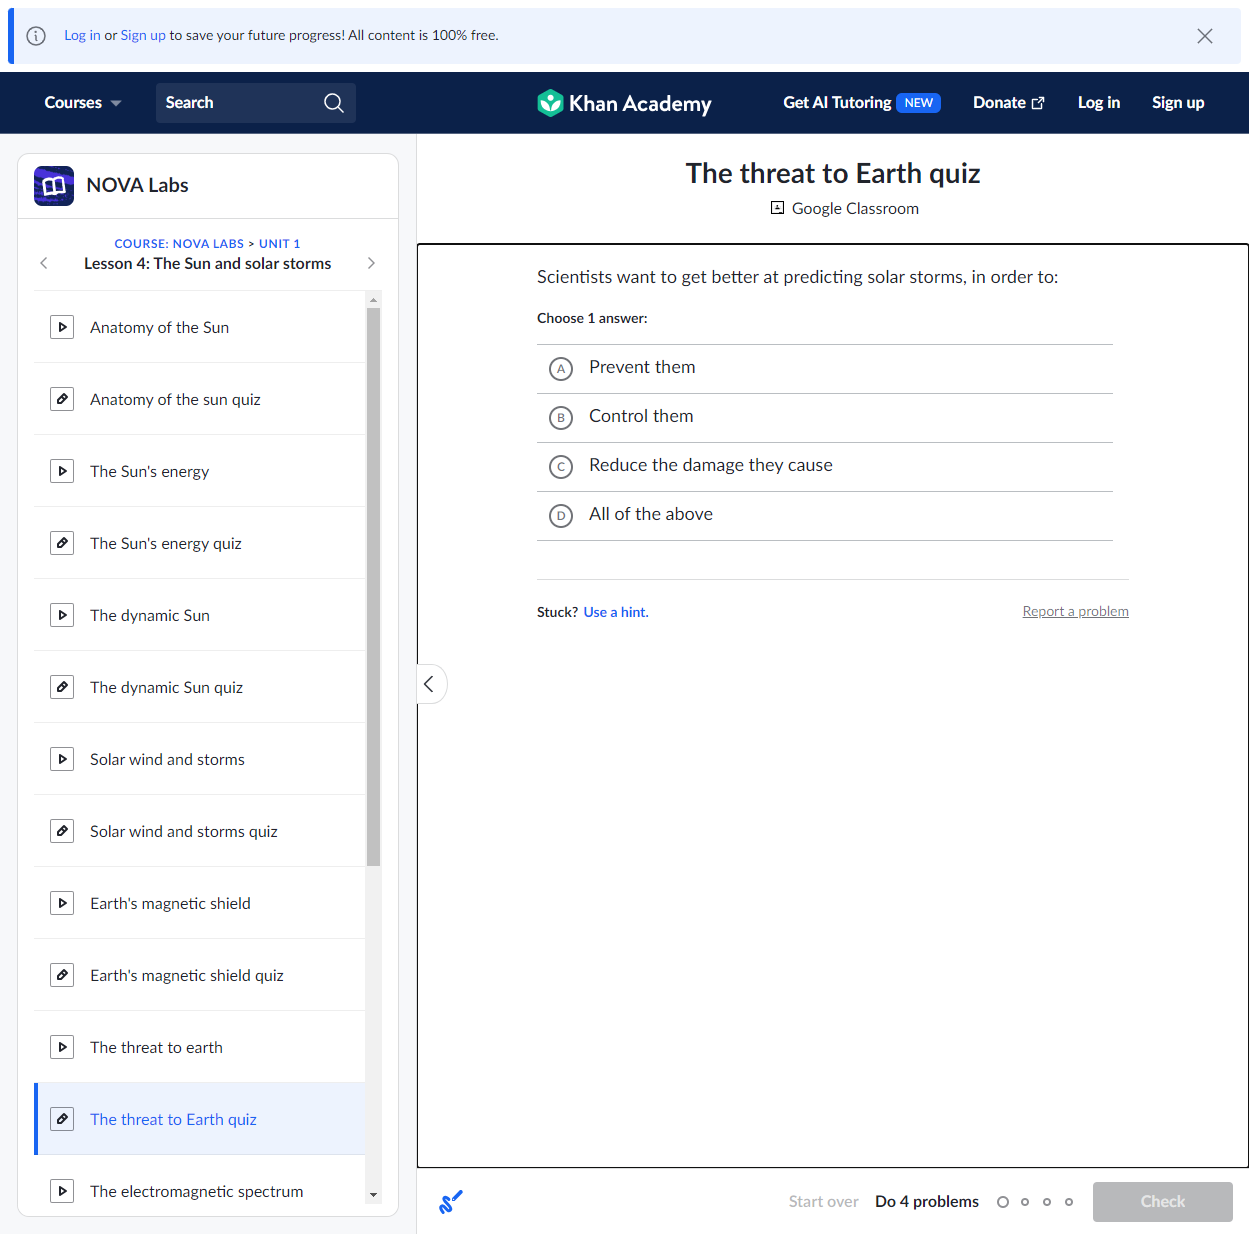 Log in or Sign up to save your future progress! All content is 100% free.
Courses
Search
Khan Academy
Get AI Tutoring NEW
Donate
Log in
Sign up
NOVA Labs
COURSE: NOVA LABS > UNIT 1
Lesson 4: The Sun and solar storms
Anatomy of the Sun
Anatomy of the sun quiz
The Sun's energy
The Sun's energy quiz
The dynamic Sun
The dynamic Sun quiz
Solar wind and storms
Solar wind and storms quiz
Earth's magnetic shield
Earth's magnetic shield quiz
The threat to earth
The threat to Earth quiz
The electromagnetic spectrum
The threat to Earth quiz
Google Classroom
Scientists want to get better at predicting solar storms, in order to:
Choose 1 answer:
A Prevent them
B Control them
C Reduce the damage they cause
D All of the above
Stuck? Use a hint.
Report a problem
Start over
Do 4 problems
Check